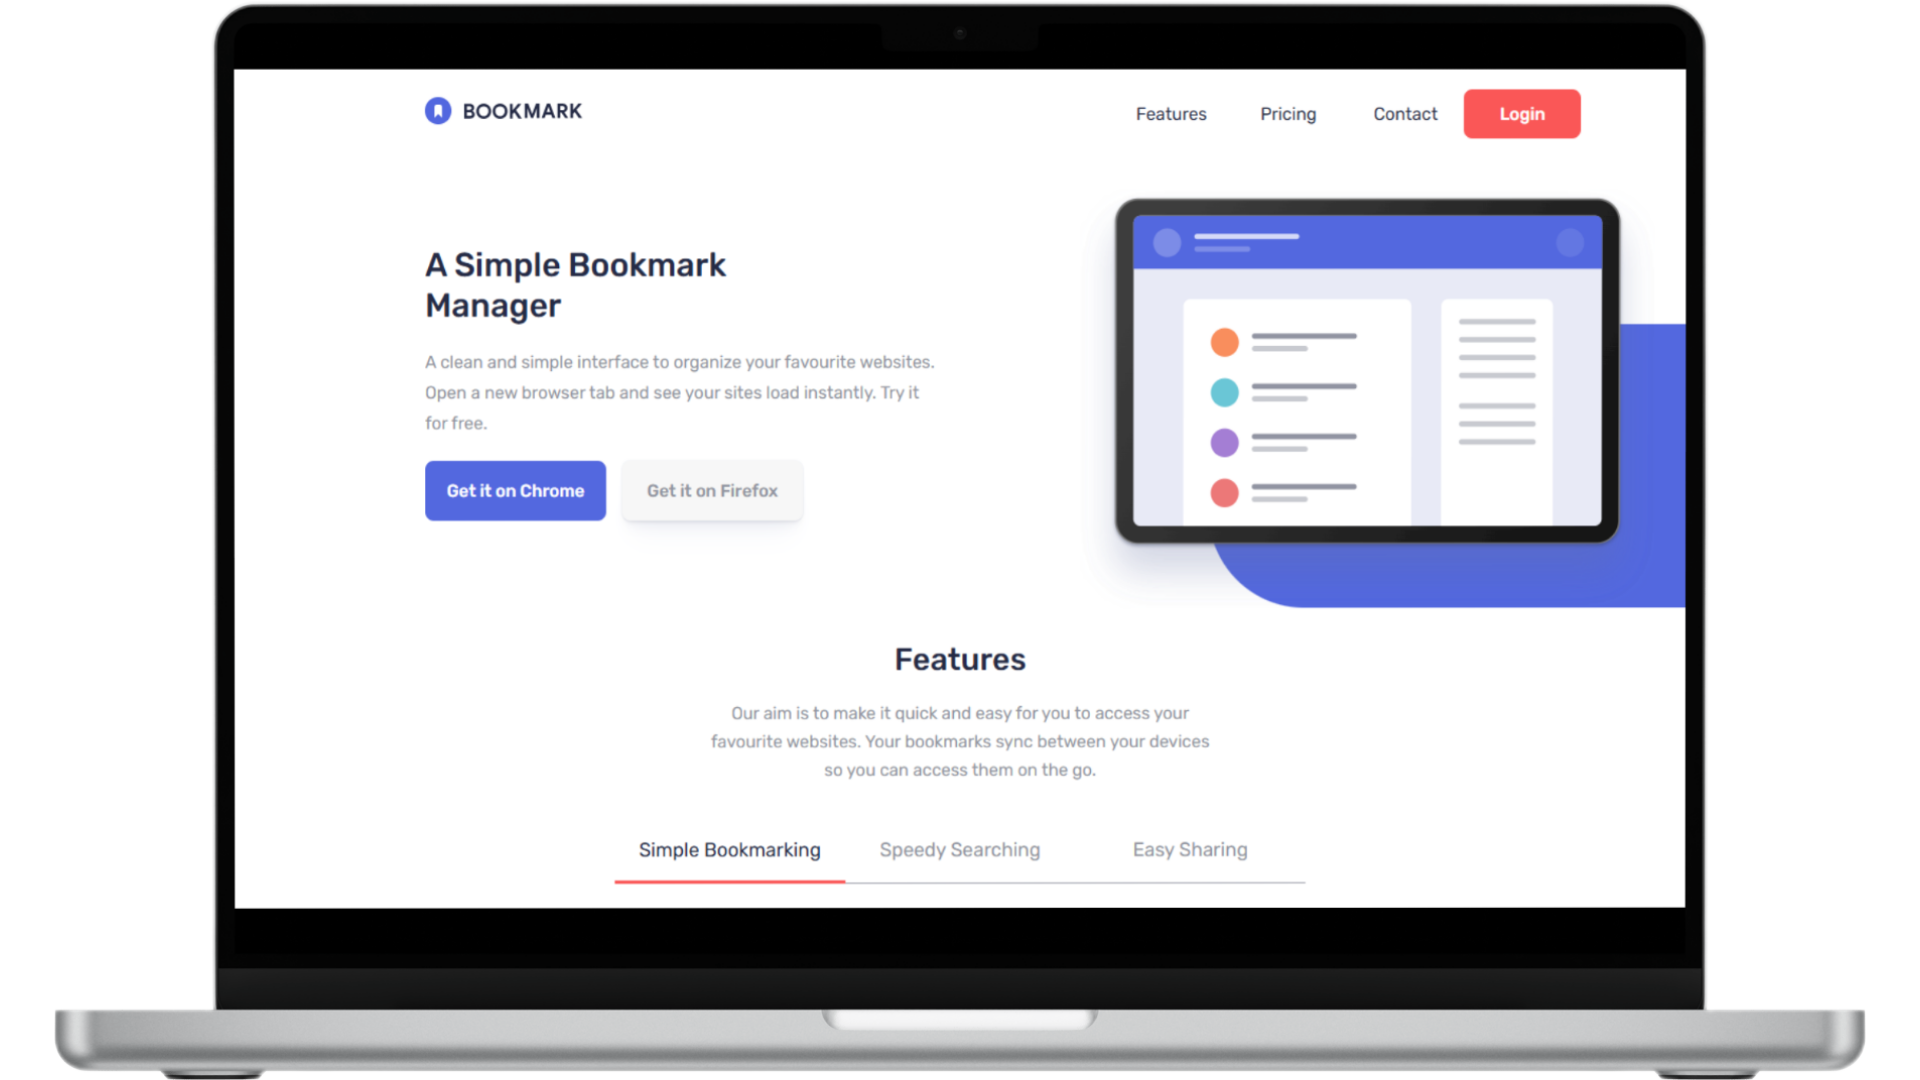 BOOKMARK
Features Pricing Contact Login
A Simple Bookmark
Manager
A clean and simple interface to organize your favourite websites.
Open a new browser tab and see your sites load instantly. Try it
for free.
Get it on Chrome Get it on Firefox
Features
Our aim is to make it quick and easy for you to access your
favourite websites. Your bookmarks sync between your devices
so you can access them on the go.
Simple Bookmarking Speedy Searching Easy Sharing